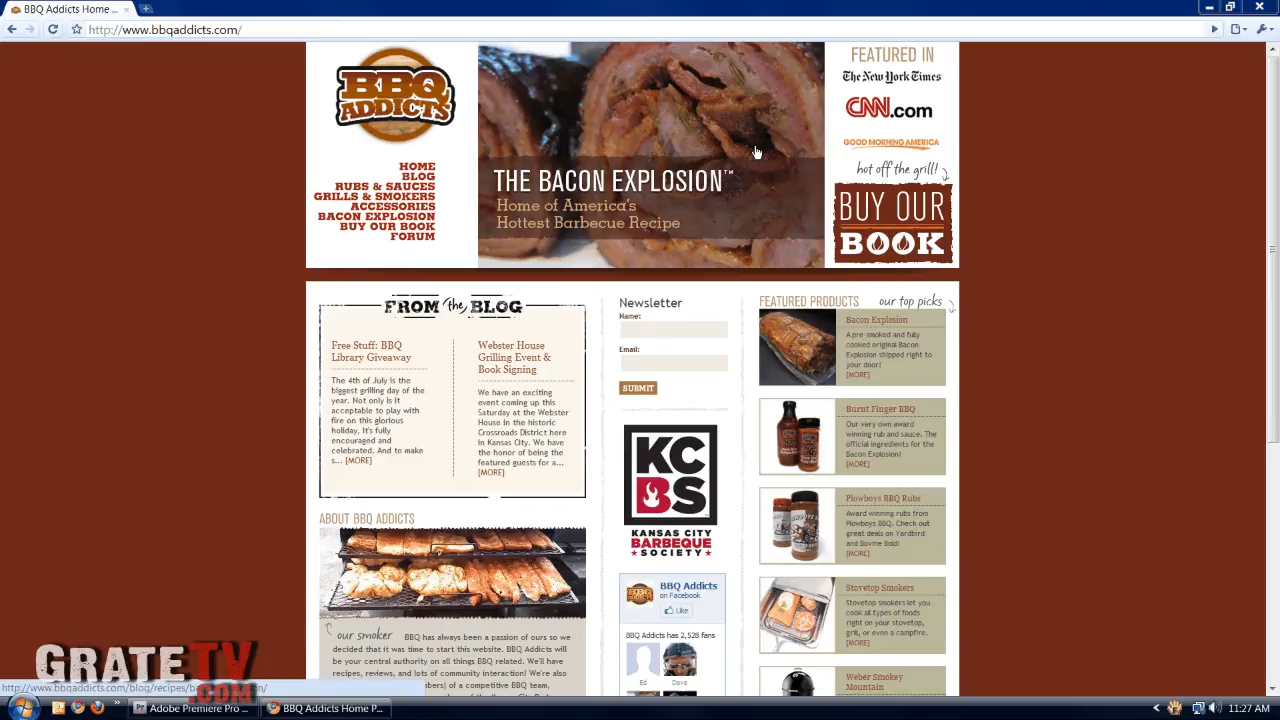 BBQ Addicts Home ...
http://www.bbqaddicts.com/
BBQ
ADDICTS
HOME
BLOG
RUBS & SAUCES
GRILLS & SMOKERS
ACCESSORIES
BACON EXPLOSION
BUY OUR BOOK
FORUM
THE BACON EXPLOSION™
Home of America's
Hottest Barbecue Recipe
FEATURED IN
The New York Times
CNN.com
GOOD MORNING AMERICA
hot off the grill!
BUY OUR
BOOK
FROM the BLOG
Free Stuff: BBQ
Library Giveaway
The 4th of July is the
biggest grilling day of the
year. Not only is it
acceptable to play with
fire on this glorious
holiday, it's fully
encouraged and
celebrated. And to make
s... [MORE]
Webster House
Grilling Event &
Book Signing
We have an exciting
event coming up this
Saturday at the Webster
House in the historic
Crossroads District here
in Kansas City. We have
the honor of being the
featured guests for a...
[MORE]
ABOUT BBQ ADDICTS
our smoker
BBQ has always been a passion of ours so we
decided that it was time to start this website. BBQ Addicts
will be your central authority on all things BBQ related. We'll have
recipes, reviews, and lots of community interaction! We're also
of a competitive BBQ team,
Newsletter
Name:
Email:
SUBMIT
KC
BS
KANSAS CITY
BARBEQUE
SOCIETY
BBQ Addicts
on Facebook
Like
BBQ Addicts has 2,528 fans
Ed
Dave
FEATURED PRODUCTS
our top picks
Bacon Explosion
A pre-smoked and fully
cooked original Bacon
Explosion shipped right to
your door!
[MORE]
Burnt Finger BBQ
Our very own award
winning rub and sauce. The
official ingredients for the
Bacon Explosion!
[MORE]
Plowboys BBQ Rubs
Award winning rubs from
Plowboys BBQ. Check out
great deals on Yardbird
and Bovine Bold!
[MORE]
Stovetop Smokers
Stovetop smokers let you
cook all types of foods
right on your stovetop,
grill, or even a campfire.
[MORE]
Weber Smokey
Mountain
GRATE TV
.COM
http://www.bbqaddicts.com/blog/recipes/
Adobe Premiere Pro ...
BBQ Addicts Home P...
11:27 AM